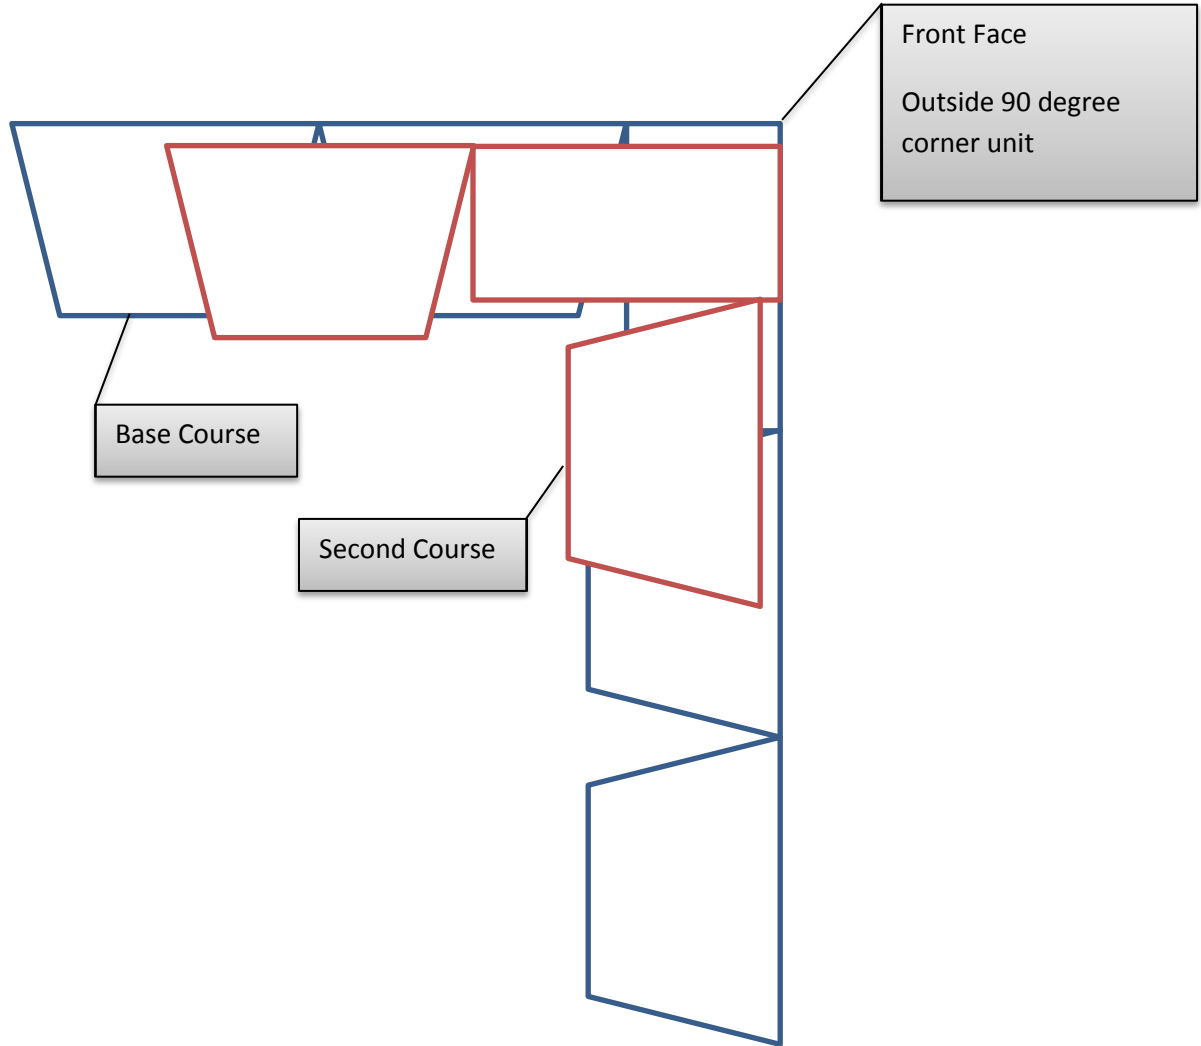 Front Face
Outside 90 degree
corner unit
Base Course
Second Course